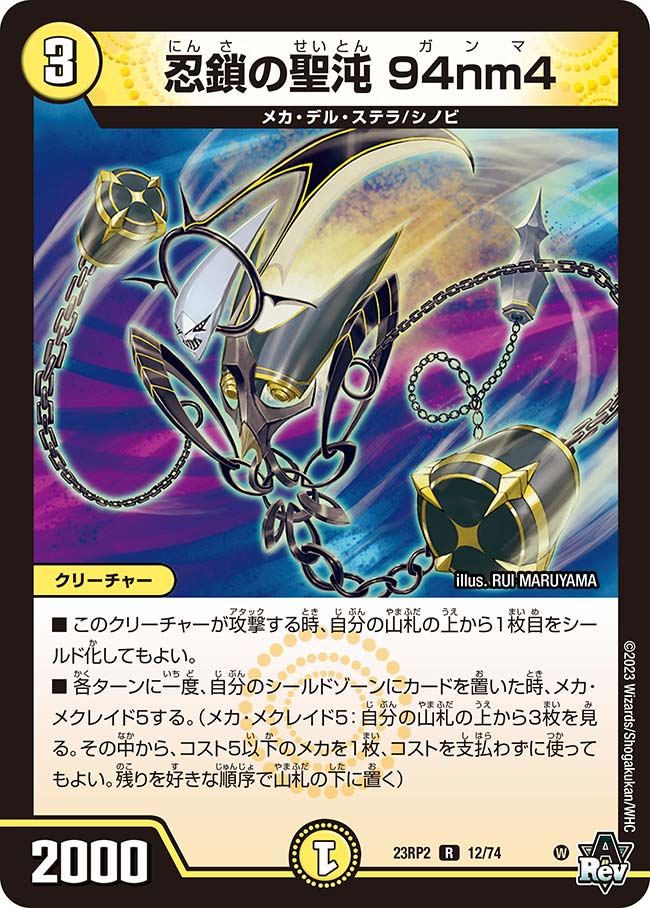 3
にんさ せいとん ガンマ
忍鎖の聖沌 94nm4
メカ・デル・ステラ/シノビ
illus. RUI MARUYAMA
クリーチャー
■このクリーチャーが攻撃する時、自分の山札の上から1枚目をシー
ルド化してもよい。
■各ターンに一度、自分のシールドゾーンにカードを置いた時、メカ・
メクレイド5する。(メカ・メクレイド5:自分の山札の上から3枚を見
る。その中から、コスト5以下のメカを1枚、コストを支払わずに使って
もよい。残りを好きな順序で山札の下に置く)
©2023 Wizards/Shogakukan/WHC
2000
1
23RP2 R 12/74
W
A
Rev